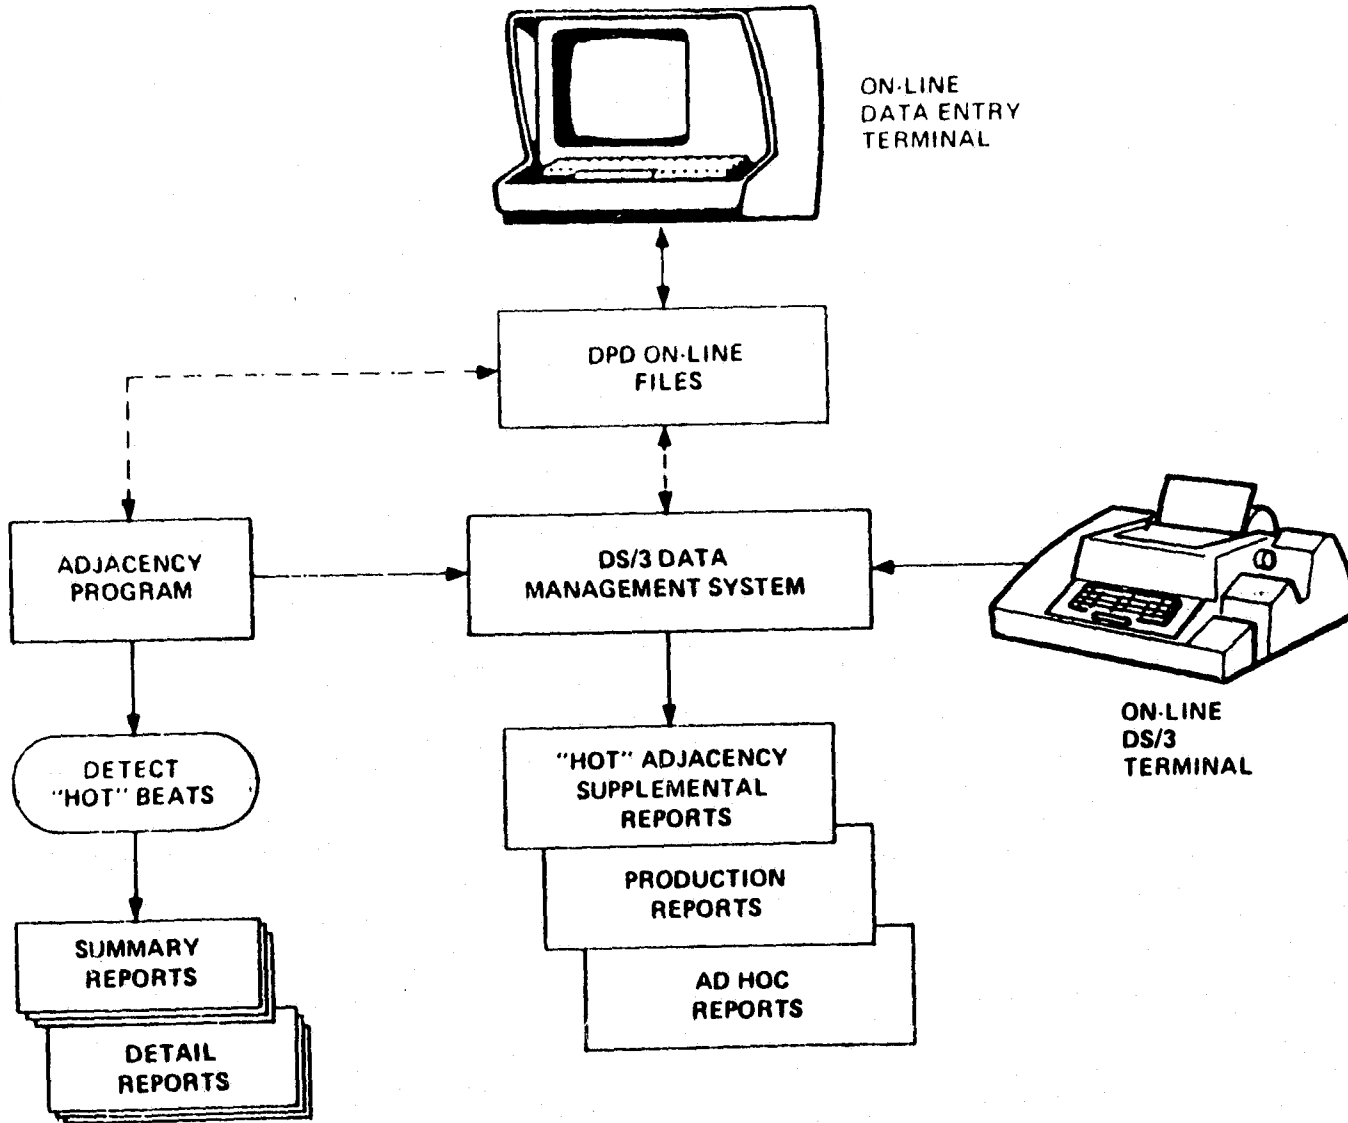 ON-LINE
DATA ENTRY
TERMINAL
DPD ON-LINE
FILES
ADJACENCY
PROGRAM
DS/3 DATA
MANAGEMENT SYSTEM
ON-LINE
DS/3
TERMINAL
DETECT
"HOT" BEATS
"HOT" ADJACENCY
SUPPLEMENTAL
REPORTS
PRODUCTION
REPORTS
AD HOC
REPORTS
SUMMARY
REPORTS
DETAIL
REPORTS